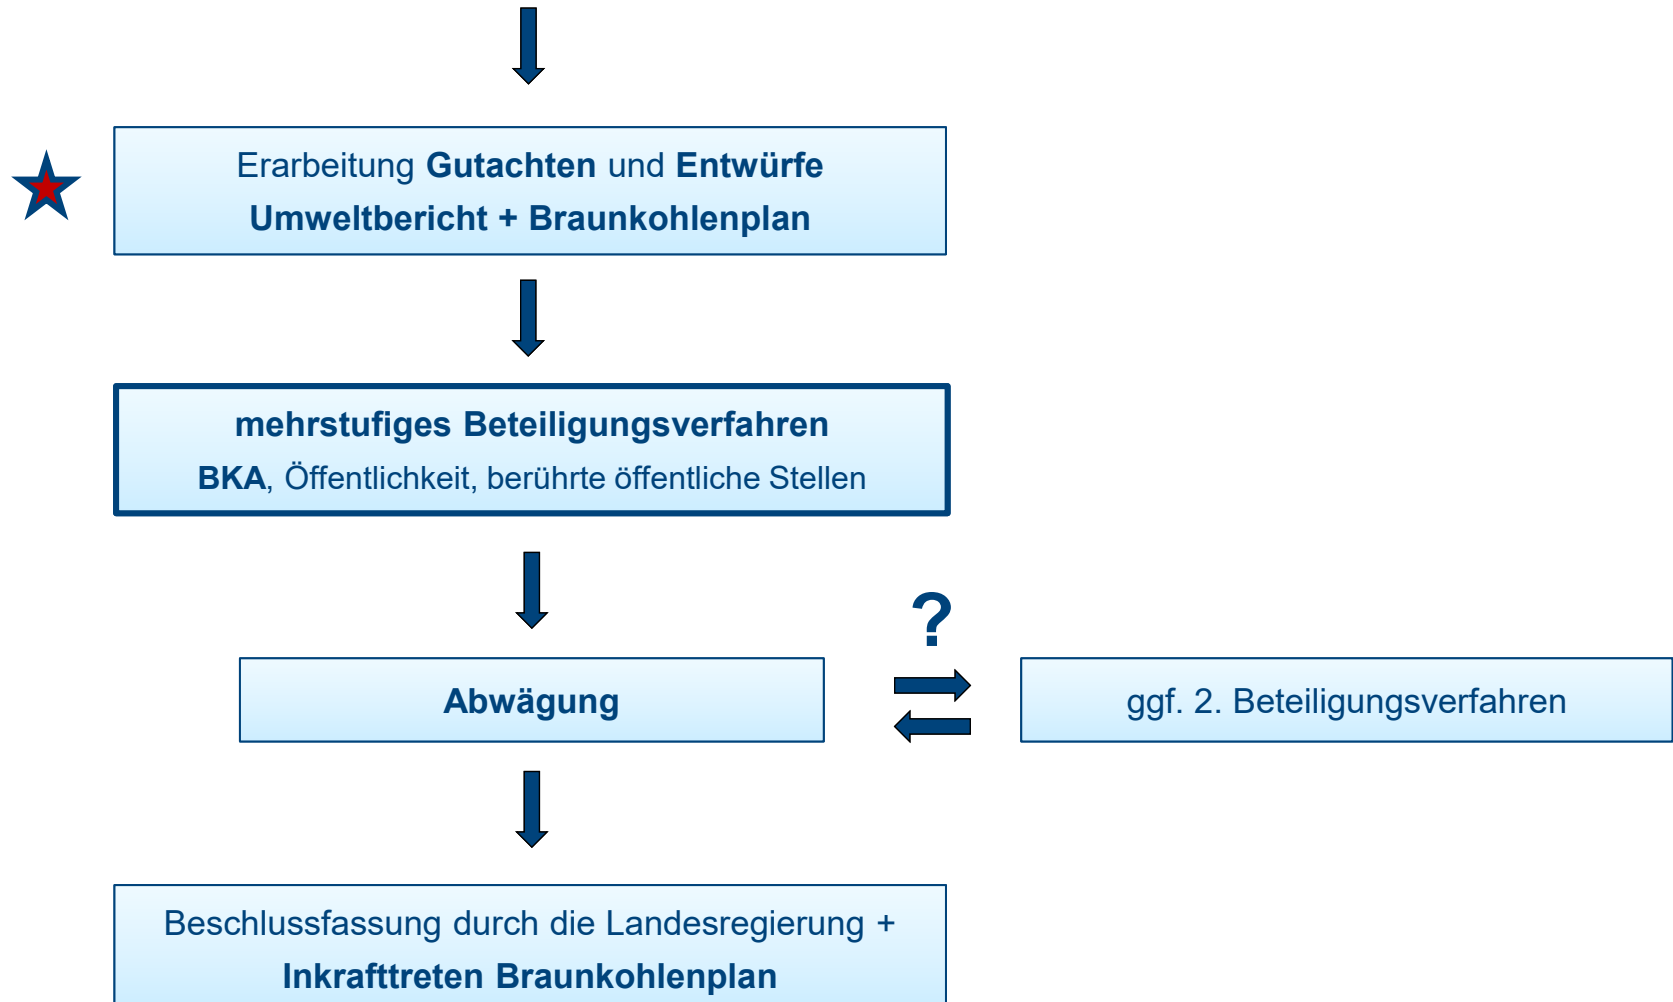 Erarbeitung Gutachten und Entwürfe
Umweltbericht + Braunkohlenplan
mehrstufiges Beteiligungsverfahren
BKA, Öffentlichkeit, berührte öffentliche Stellen
?
Abwägung
ggf. 2. Beteiligungsverfahren
Beschlussfassung durch die Landesregierung +
Inkrafttreten Braunkohlenplan